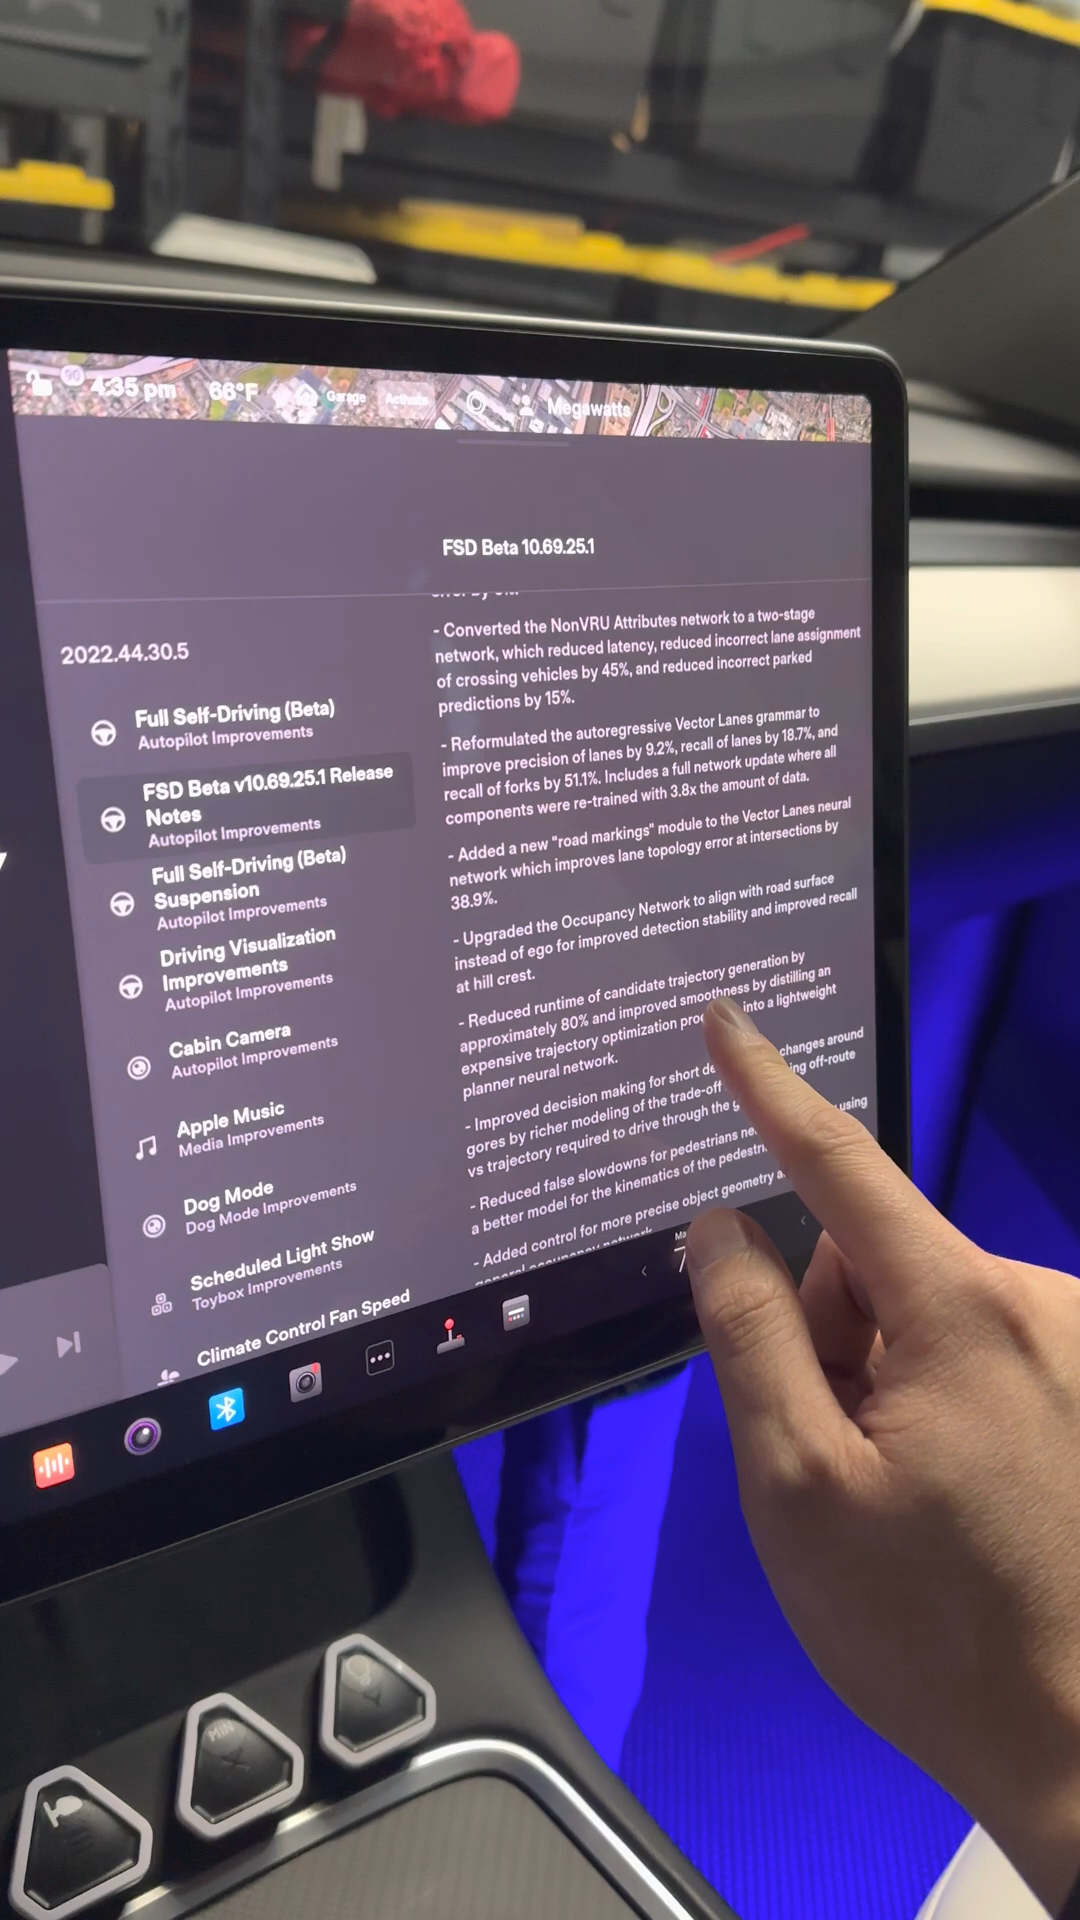 4:35 pm 66°F Garage Activate Megawatts
FSD Beta 10.69.25.1
2022.44.30.5
Full Self-Driving (Beta)
Autopilot Improvements
FSD Beta v10.69.25.1 Release
Notes
Autopilot Improvements
Full Self-Driving (Beta)
Suspension
Autopilot Improvements
Driving Visualization
Improvements
Autopilot Improvements
Cabin Camera
Autopilot Improvements
Apple Music
Media Improvements
Dog Mode
Dog Mode Improvements
Scheduled Light Show
Toybox Improvements
Climate Control Fan Speed
- Converted the NonVRU Attributes network to a two-stage
network, which reduced latency, reduced incorrect lane assignment
of crossing vehicles by 45%, and reduced incorrect parked
predictions by 15%.
- Reformulated the autoregressive Vector Lanes grammar to
improve precision of lanes by 9.2%, recall of lanes by 18.7%, and
recall of forks by 51.1%. Includes a full network update where all
components were re-trained with 3.8x the amount of data.
- Added a new "road markings" module to the Vector Lanes neural
network which improves lane topology error at intersections by
38.9%.
- Upgraded the Occupancy Network to align with road surface
instead of ego for improved detection stability and improved recall
at hill crest.
- Reduced runtime of candidate trajectory generation by
approximately 80% and improved smoothness by distilling an
expensive trajectory optimization into a lightweight
planner neural network.
- Improved decision making for short changes around
gores by richer modeling of the trade-off off-route
vs trajectory required to drive through the
- Reduced false slowdowns for pedestrians using
a better model for the kinematics of the
- Added control for more precise object geometry
general occupancy network
MIN